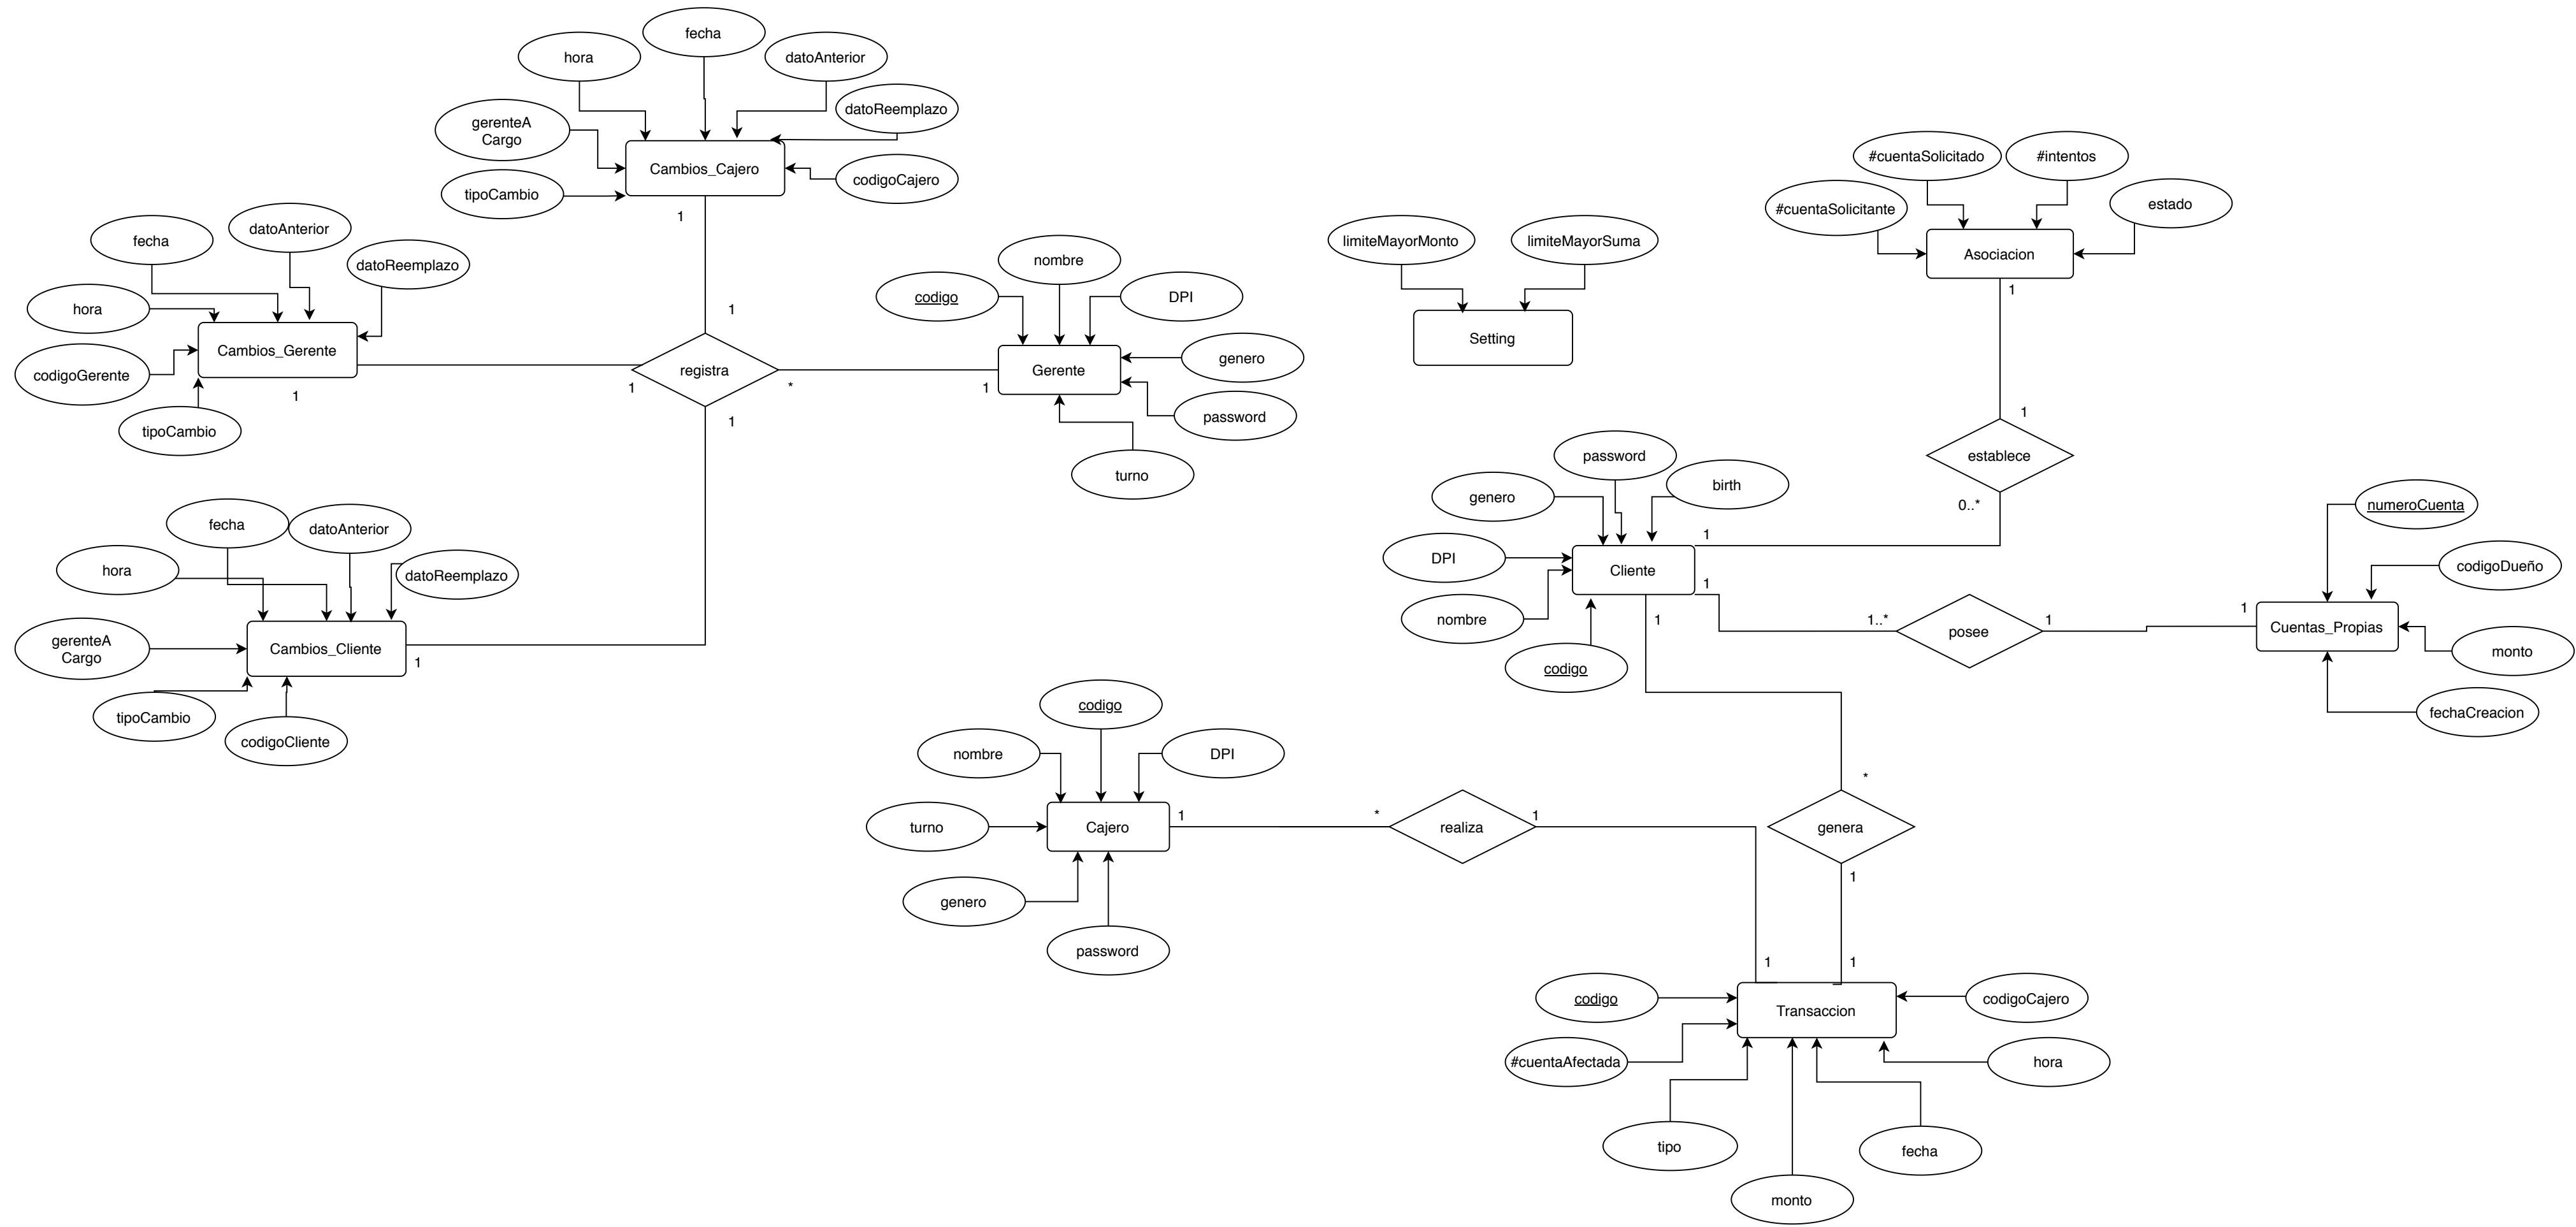 fecha
hora
datoAnterior
datoReemplazo
gerenteA
Cargo
Cambios_Cajero
codigoCajero
tipoCambio
1
1
fecha
datoAnterior
datoReemplazo
hora
Cambios_Gerente
codigoGerente
tipoCambio
1
1
registra
*
1
1
nombre
codigo
DPI
Gerente
genero
password
turno
fecha
datoAnterior
hora
datoReemplazo
gerenteA
Cargo
Cambios_Cliente
1
tipoCambio
codigoCliente
limiteMayorMonto
limiteMayorSuma
Setting
#cuentaSolicitado
#intentos
#cuentaSolicitante
estado
Asociacion
1
1
establece
0..*
password
genero
birth
1
DPI
Cliente
1
nombre
1
codigo
1..*
posee
1
1
numeroCuenta
codigoDueño
Cuentas_Propias
monto
fechaCreacion
codigo
nombre
DPI
turno
Cajero
1
*
realiza
1
genero
password
*
genera
1
1
1
codigo
Transaccion
codigoCajero
#cuentaAfectada
hora
tipo
fecha
monto